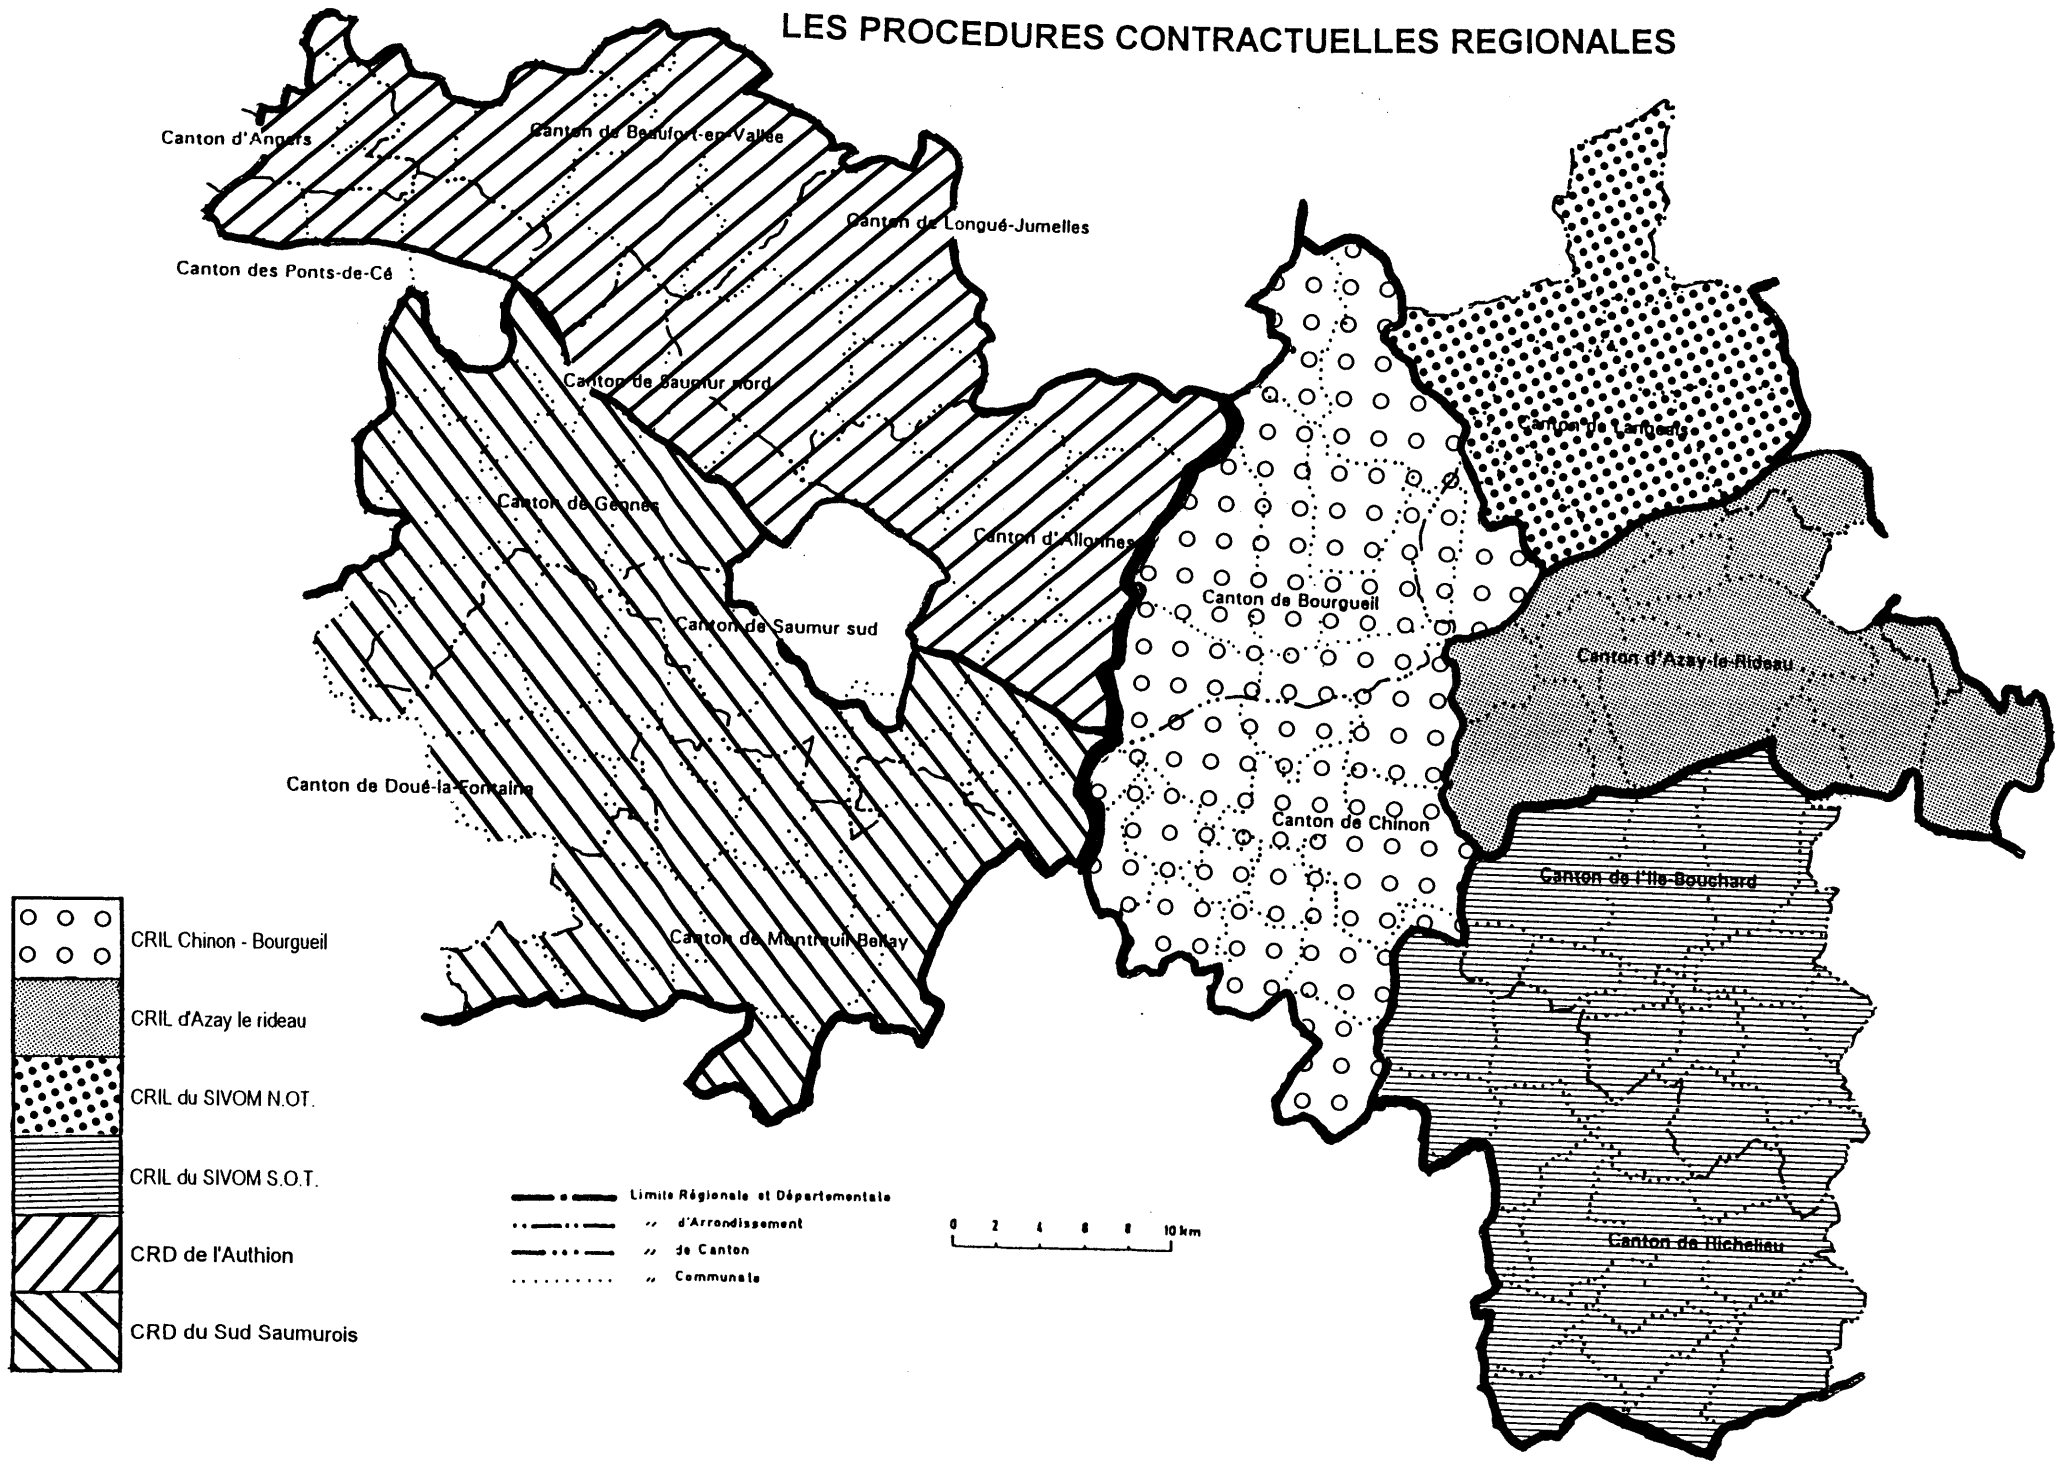 LES PROCEDURES CONTRACTUELLES REGIONALES
Canton d'Angers
Canton de Beaufort-en-Vallée
Canton de Longué-Jumelles
Canton des Ponts-de-Cé
Canton de Saumur nord
Canton de Langeais
Canton de Gennes
Canton d'Allonnes
Canton de Bourgueil
Canton de Saumur sud
Canton d'Azay-le-Rideau
Canton de Doué-la-Fontaine
Canton de Chinon
Canton de l'Ile-Bouchard
Canton de Montreuil Bellay
Canton de Richelieu
CRIL Chinon - Bourgueil
CRIL d'Azay le rideau
CRIL du SIVOM N.OT.
CRIL du SIVOM S.O.T.
CRD de l'Authion
CRD du Sud Saumurois
Limite Régionale et Départementale
〃 d'Arrondissement
〃 de Canton
〃 Communale
0 2 4 6 8 10 km